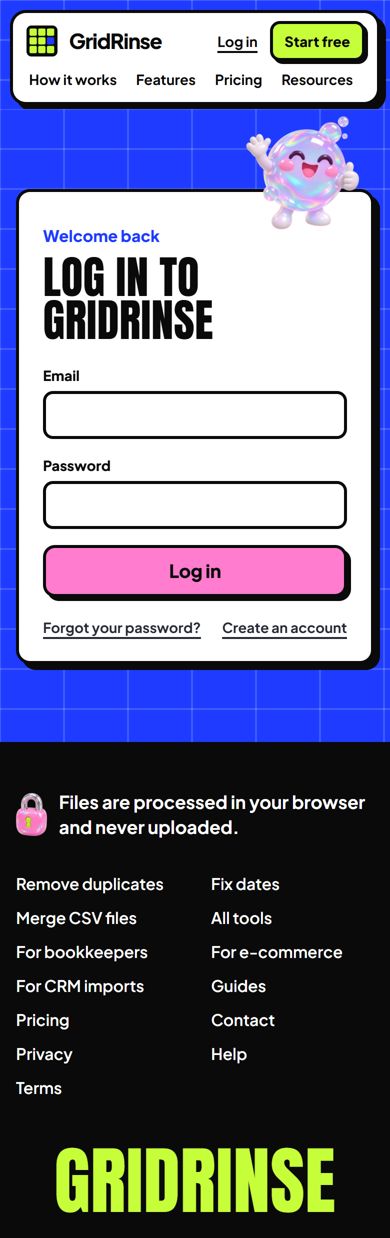 GridRinse
Log in
Start free
How it works
Features
Pricing
Resources
Welcome back
LOG IN TO
GRIDRINSE
Email
Password
Log in
Forgot your password?
Create an account
Files are processed in your browser
and never uploaded.
Remove duplicates
Fix dates
Merge CSV files
All tools
For bookkeepers
For e-commerce
For CRM imports
Guides
Pricing
Contact
Privacy
Help
Terms
GRIDRINSE